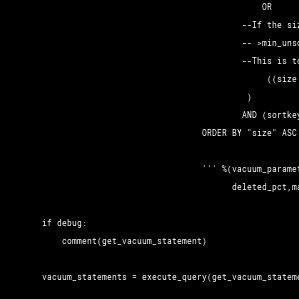 OR
--If the siz
-- >min_uns
--This is to
((size
)
AND (sortkey
ORDER BY "size" ASC
''' %(vacuum_paramet
deleted_pct,ma
if debug:
comment(get_vacuum_statement)
vacuum_statements = execute_query(get_vacuum_stateme